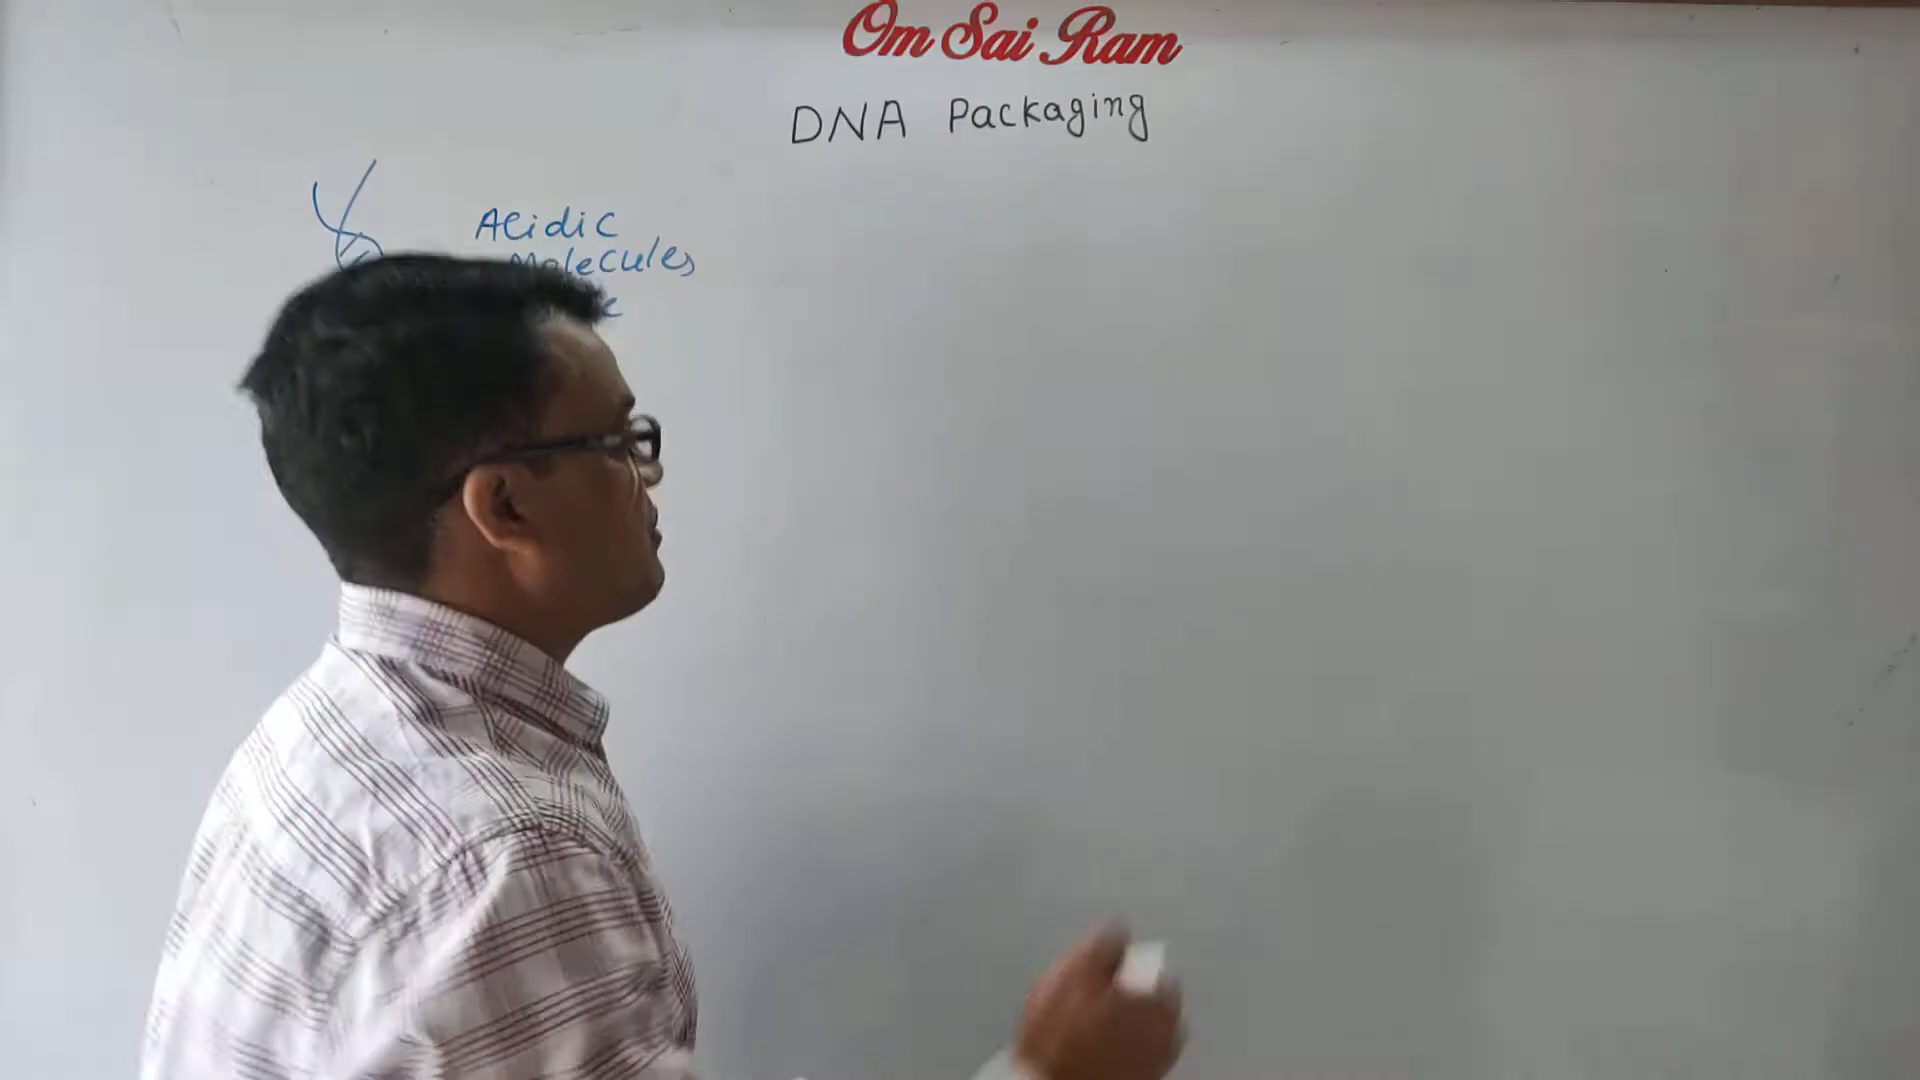 Om Sai Ram
DNA Packaging
Acidic
Molecules